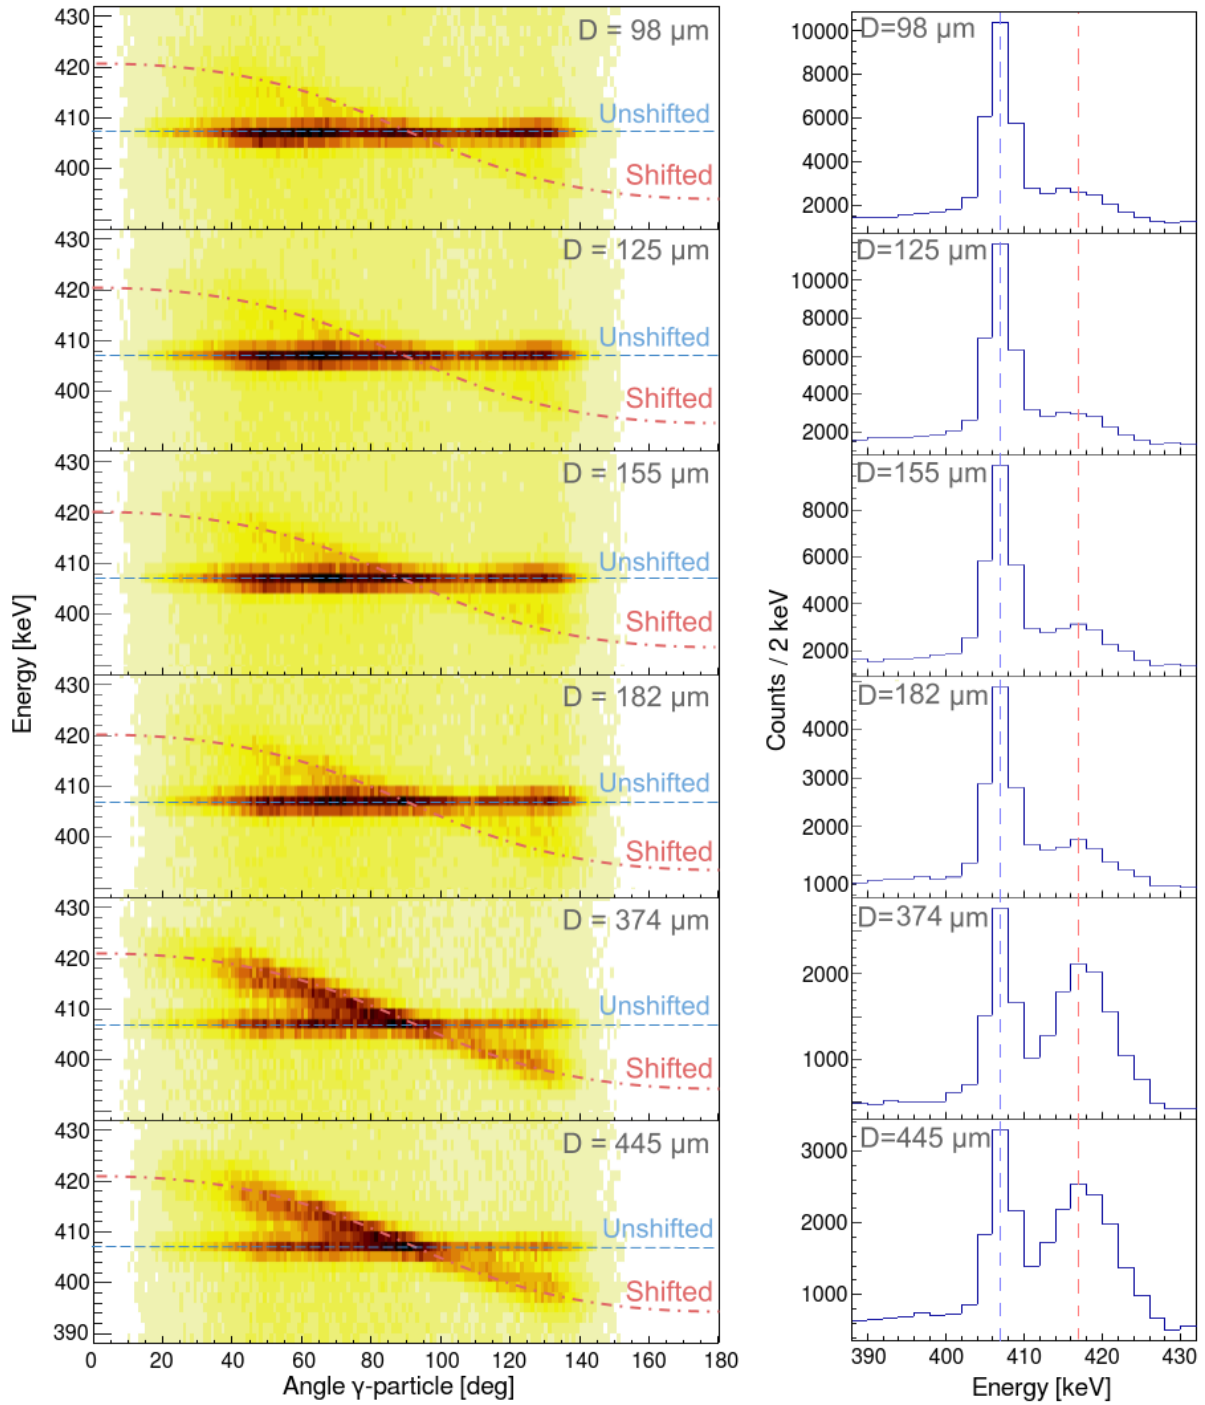 D = 98 µm
430
420
410
400
Unshifted
Shifted
D = 125 µm
430
420
410
400
Unshifted
Shifted
D = 155 µm
430
420
410
400
Unshifted
Shifted
D = 182 µm
430
420
410
400
Unshifted
Shifted
D = 374 µm
430
420
410
400
Unshifted
Shifted
D = 445 µm
430
420
410
400
390
Unshifted
Shifted
0 20 40 60 80 100 120 140 160 180
Angle γ-particle [deg]
Energy [keV]
D=98 µm
10000
8000
6000
4000
2000
D=125 µm
10000
8000
6000
4000
2000
D=155 µm
8000
6000
4000
2000
D=182 µm
4000
3000
2000
1000
D=374 µm
2000
1000
D=445 µm
3000
2000
1000
390 400 410 420 430
Energy [keV]
Counts / 2 keV